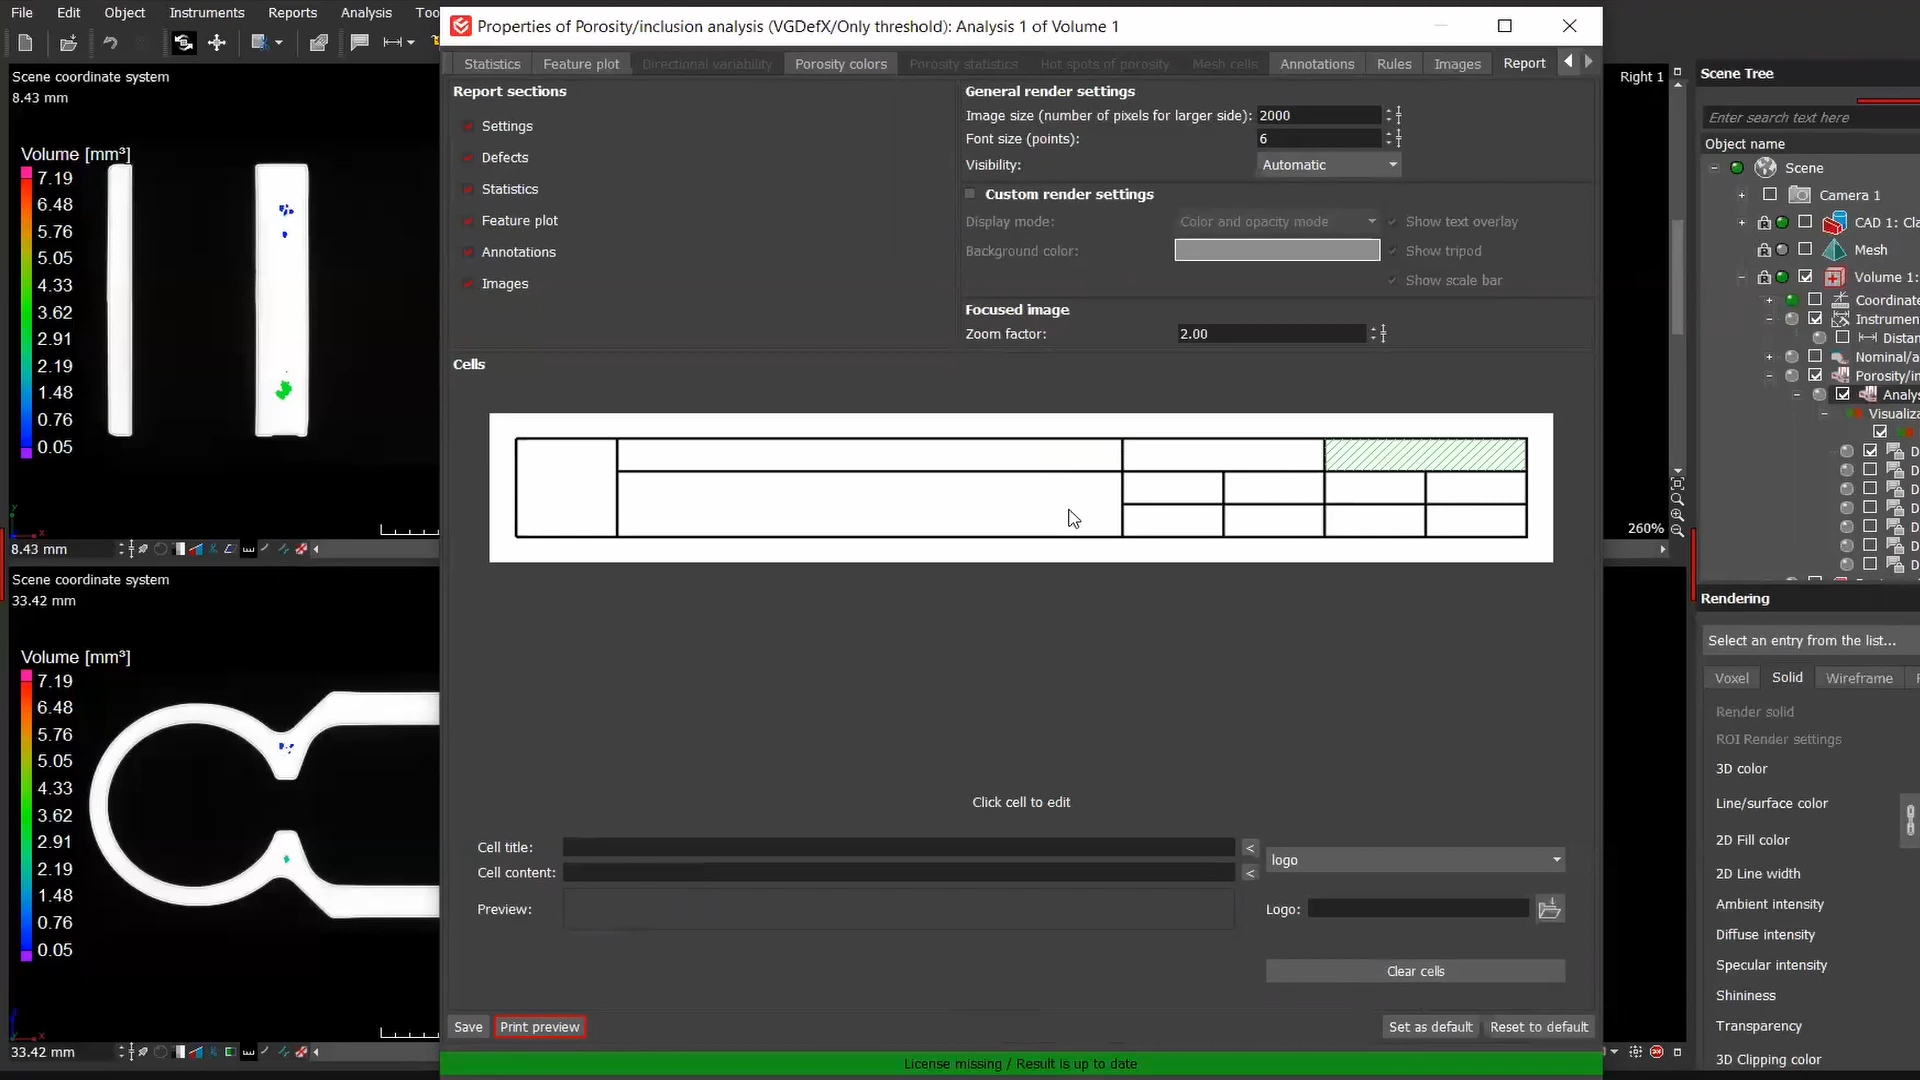 File Edit Object Instruments Reports Analysis
Properties of Porosity/inclusion analysis (VGDefX/Only threshold): Analysis 1 of Volume 1
Statistics Feature plot Directional variability Porosity colors Porosity statistics Hot spots of porosity Mesh cells Annotations Rules Images Report
Scene coordinate system
8.43 mm
Volume [mm³]
7.19
6.48
5.76
5.05
4.33
3.62
2.91
2.19
1.48
0.76
0.05
8.43 mm
Scene coordinate system
33.42 mm
Volume [mm³]
7.19
6.48
5.76
5.05
4.33
3.62
2.91
2.19
1.48
0.92
0.05
33.42 mm
Report sections
Settings
Defects
Statistics
Feature plot
Annotations
Images
General render settings
Image size (number of pixels for larger side): 2000
Font size (points): 6
Visibility: Automatic
Custom render settings
Display mode: Color and opacity mode Show text overlay
Background color: Show tripod
Show scale bar
Focused image
Zoom factor: 2.00
Cells
Click cell to edit
Cell title: < logo
Cell content: <
Preview: Logo:
Clear cells
Save Print preview Set as default Reset to default
License missing / Result is up to date
Right 1
260%
Scene Tree
Enter search text here
Object name
Scene
Camera 1
CAD 1:
Mesh
Volume 1:
Rendering
Select an entry from the list...
Voxel Solid Wireframe
Render solid
ROI Render settings
3D color
Line/surface color
2D Fill color
2D Line width
Ambient intensity
Diffuse intensity
Specular intensity
Shininess
Transparency
3D Clipping color